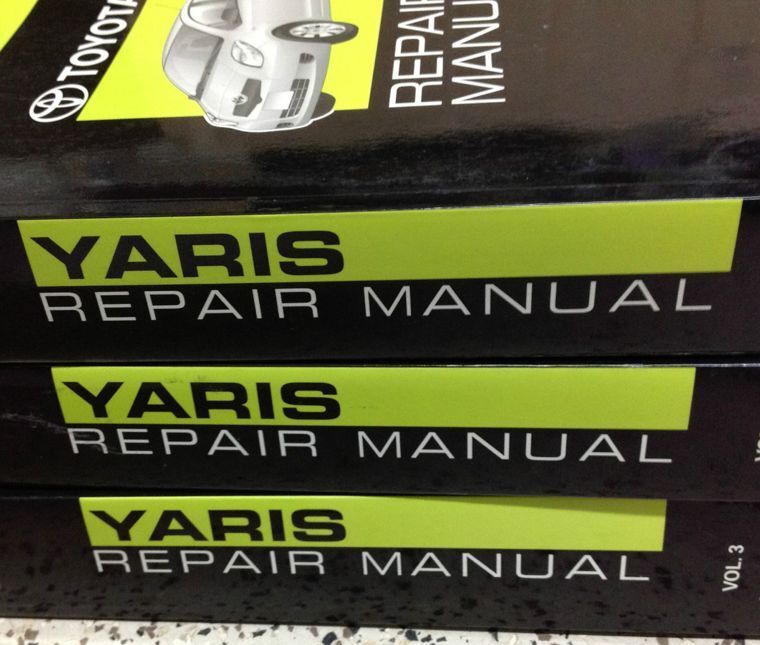 TOYOTA
REPAIR
MANU
YARIS
REPAIR MANUAL
YARIS
REPAIR MANUAL
YARIS
REPAIR MANUAL
VOL. 3